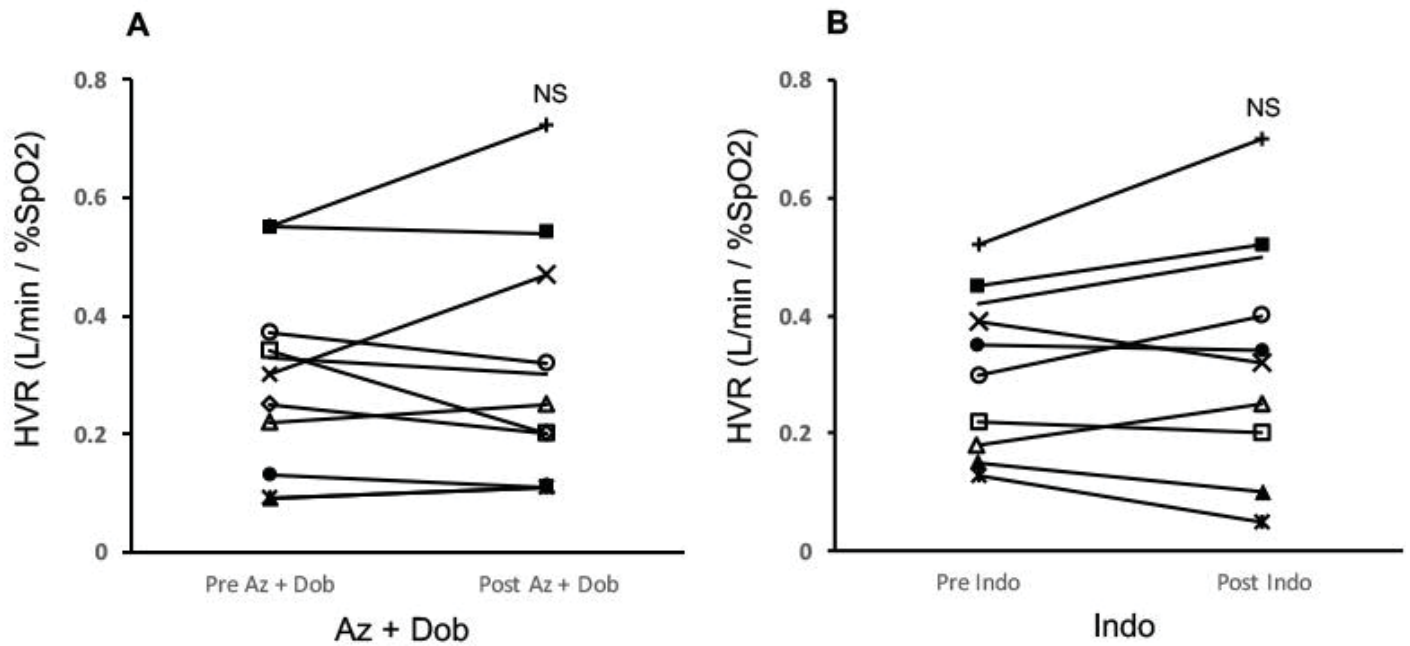 A
HVR (L/min / %SpO2)
0.8
0.6
0.4
0.2
0
NS
Pre Az + Dob
Post Az + Dob
Az + Dob
B
HVR (L/min / %SpO2)
0.8
0.6
0.4
0.2
0
NS
Pre Indo
Post Indo
Indo